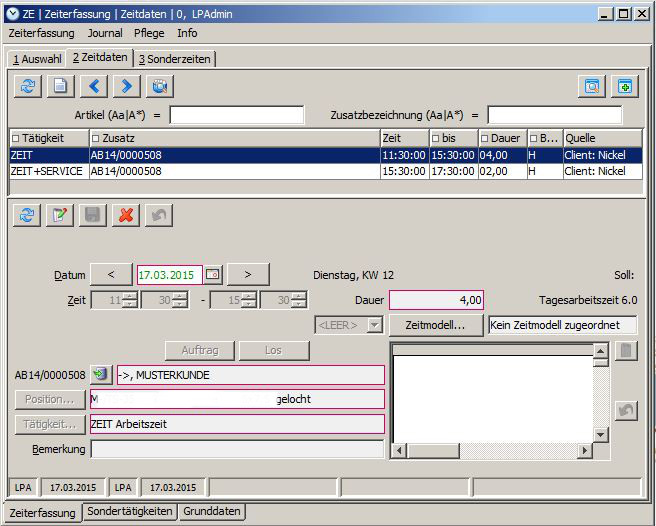 ZE | Zeiterfassung | Zeitdaten | 0, LPAdmin
Zeiterfassung Journal Pflege Info
1 Auswahl 2 Zeitdaten 3 Sonderzeiten
Artikel (Aa|A*) = Zusatzbezeichnung (Aa|A*) =
Tätigkeit Zusatz Zeit bis Dauer B... Quelle
ZEIT AB14/0000508 11:30:00 15:30:00 04,00 H Client: Nickel
ZEIT+SERVICE AB14/0000508 15:30:00 17:30:00 02,00 H Client: Nickel
Datum < 17.03.2015 > Dienstag, KW 12 Soll:
Zeit 11 30 - 15 30 Dauer 4,00 Tagesarbeitszeit 6.0
<LEER> Zeitmodell... Kein Zeitmodell zugeordnet
Auftrag Los
AB14/0000508 ->, MUSTERKUNDE
Position... gelocht
Tätigkeit... ZEIT Arbeitszeit
Bemerkung
LPA 17.03.2015 LPA 17.03.2015
Zeiterfassung Sondertätigkeiten Grunddaten